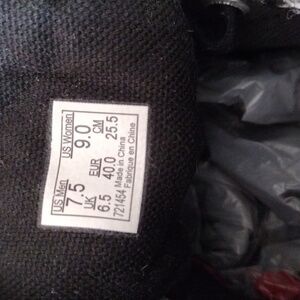 US Men US Women
7.5 9.0
UK EUR CM
6.5 40.0 25.5
721454 Made in China
Fabriqué en Chine